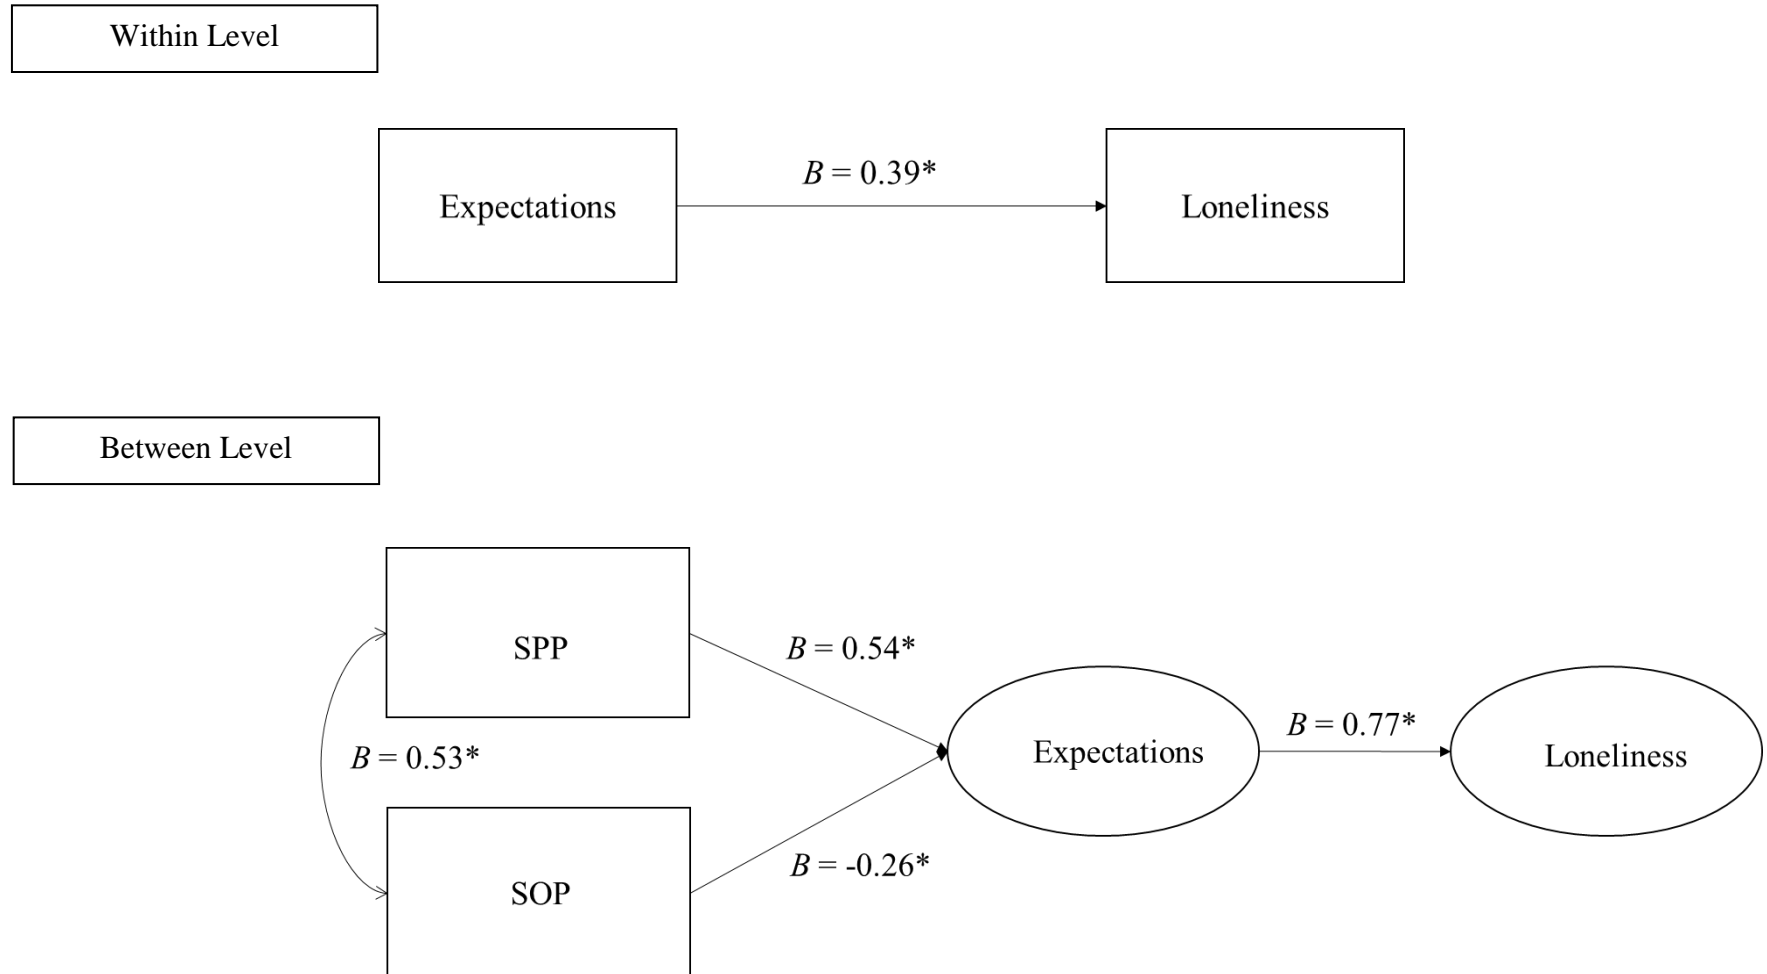 Within Level
B = 0.39*
Expectations
Loneliness
Between Level
SPP
B = 0.54*
B = 0.77*
Expectations
Loneliness
B = 0.53*
B = -0.26*
SOP